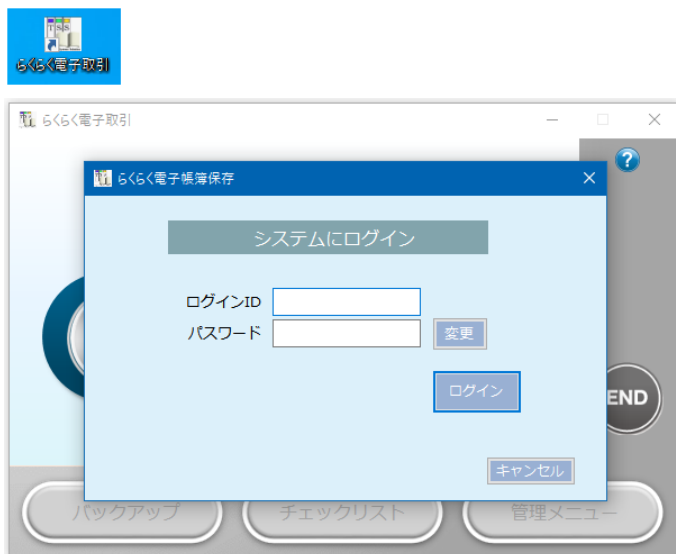 TSS
らくらく電子取引
らくらく電子取引
?
らくらく電子帳簿保存
システムにログイン
ログインID
パスワード
変更
ログイン
END
キャンセル
バックアップ
チェックリスト
管理メニュー